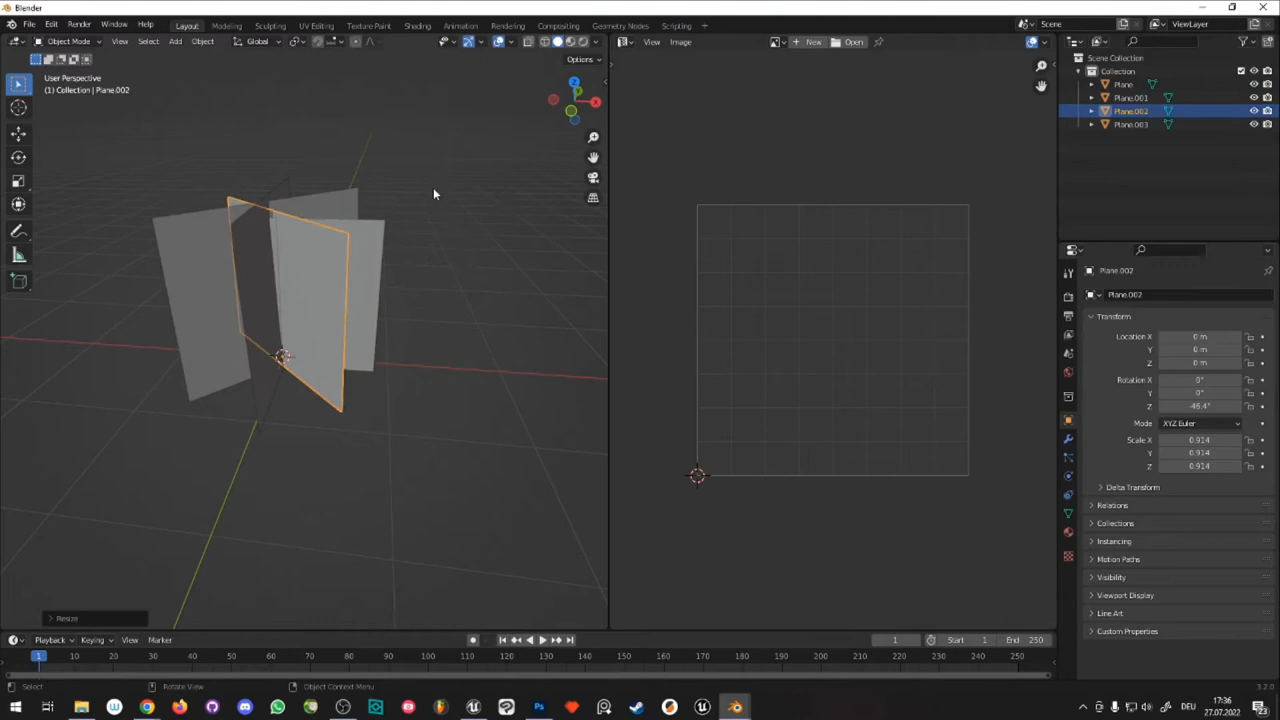 Blender
File Edit Render Window Help Layout Modeling Sculpting UV Editing Texture Paint Shading Animation Rendering Compositing Geometry Nodes Scripting + Scene ViewLayer
Object Mode View Select Add Object Global View Image New Open
Options
User Perspective
(1) Collection | Plane.002
Scene Collection
Collection
Plane
Plane.001
Plane.002
Plane.003
Plane.002
Plane.002
Transform
Location X 0 m
Y 0 m
Z 0 m
Rotation X 0°
Y 0°
Z -46.4°
Mode XYZ Euler
Scale X 0.914
Y 0.914
Z 0.914
Delta Transform
Relations
Collections
Instancing
Motion Paths
Visibility
Viewport Display
Line Art
Custom Properties
Z
X
Resize
Playback Keying View Marker 1 Start 1 End 250
1 10 20 30 40 50 60 70 80 90 100 110 120 130 140 150 160 170 180 190 200 210 220 230 240 250
Select Rotate View Object Context Menu 3.2.0
DEU 17:36
27.07.2022 23